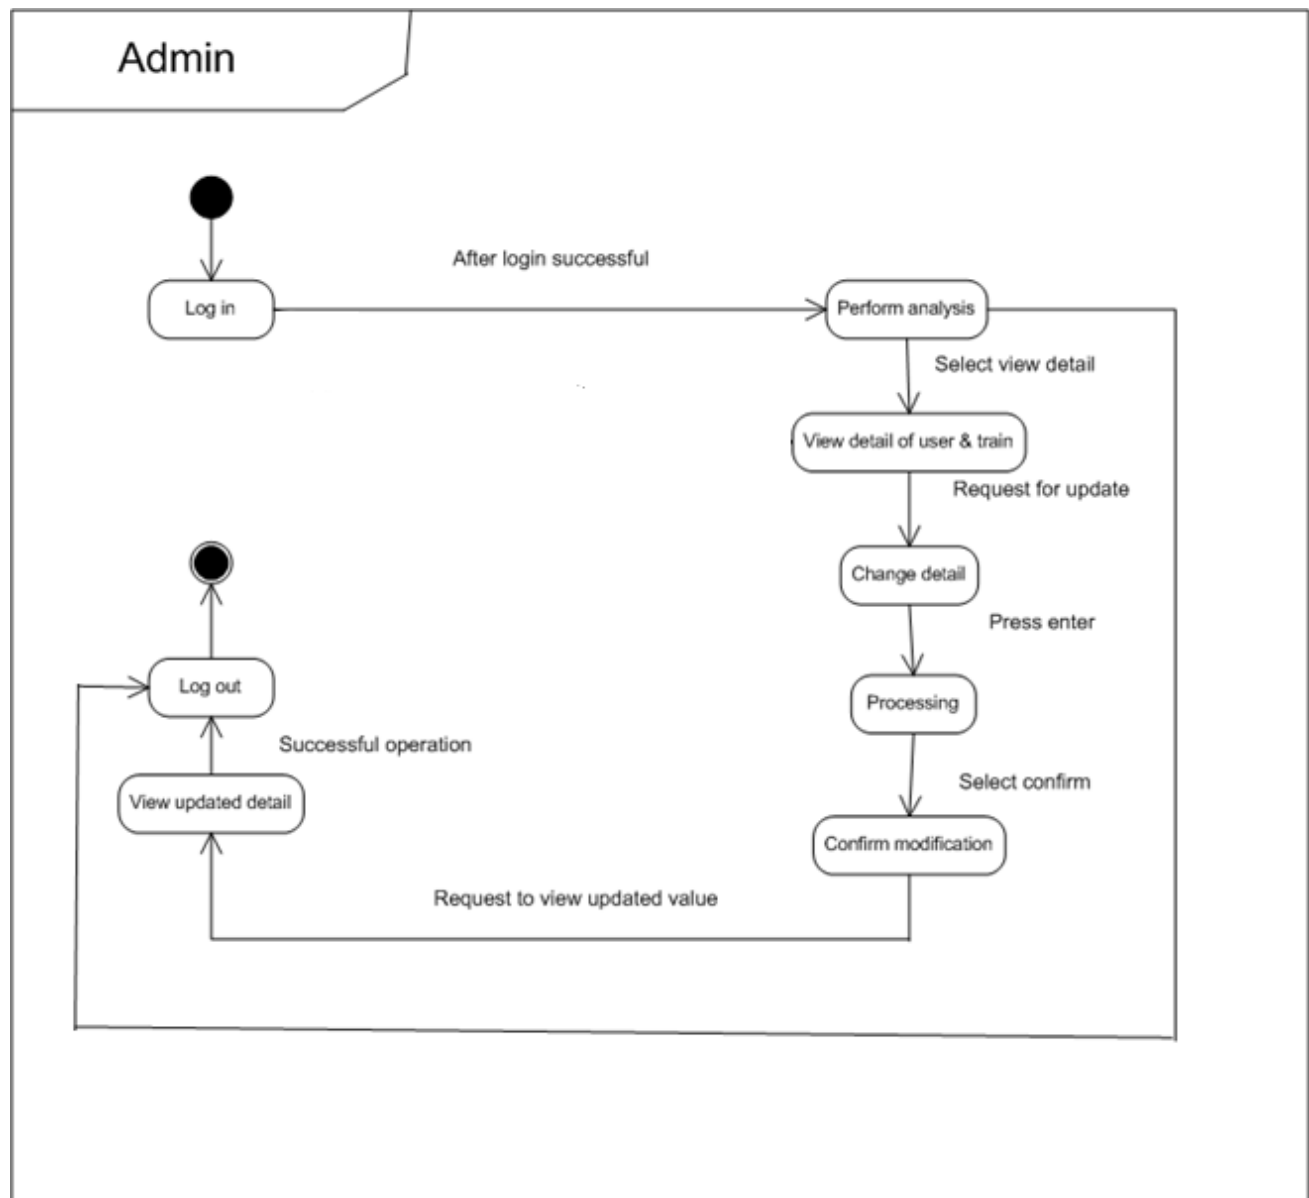 Admin
After login successful
Log in
Perform analysis
Select view detail
View detail of user & train
Request for update
Change detail
Press enter
Log out
Processing
Successful operation
Select confirm
View updated detail
Confirm modification
Request to view updated value